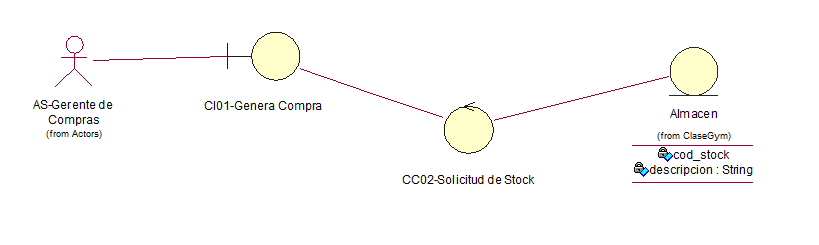 AS-Gerente de
Compras
(from Actors)
CI01-Genera Compra
CC02-Solicitud de Stock
Almacen
(from ClaseGym)
cod_stock
descripcion : String